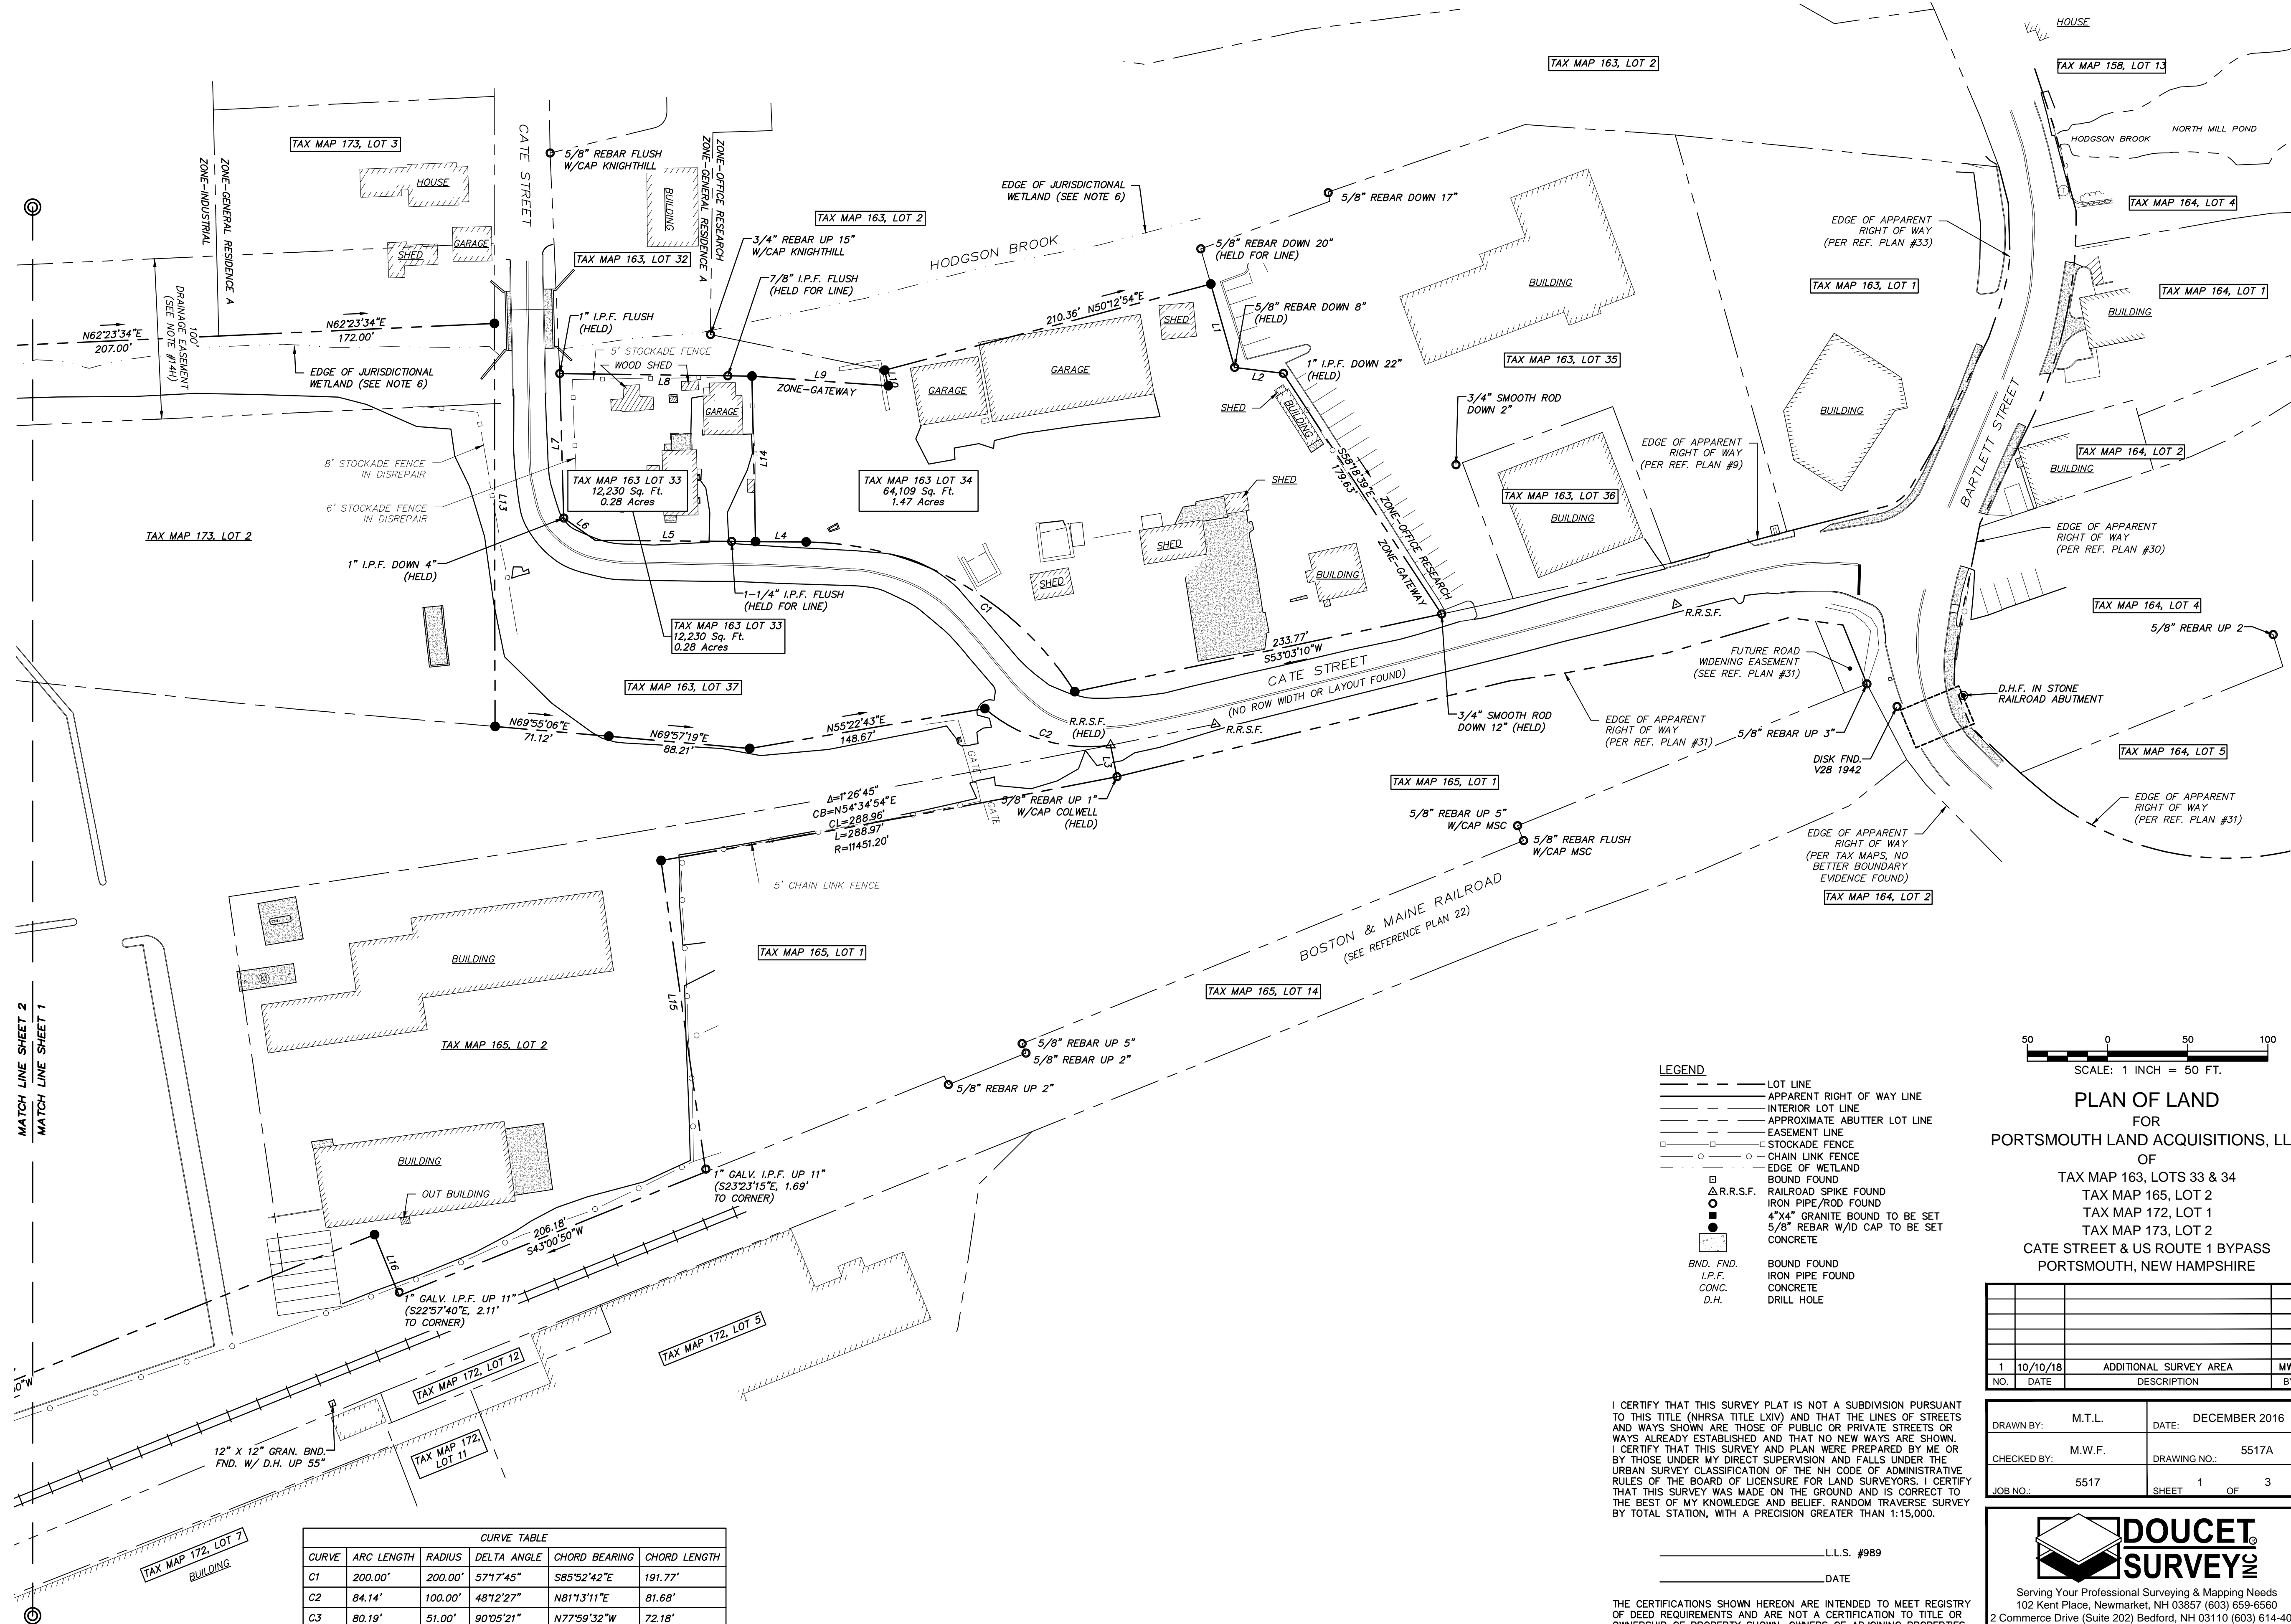 HOUSE
TAX MAP 158, LOT 13
TAX MAP 163, LOT 2
HODGSON BROOK
NORTH MILL POND
TAX MAP 173, LOT 3
CATE STREET
5/8" REBAR FLUSH
W/CAP KNIGHTHILL
ZONE-OFFICE RESEARCH
ZONE-GENERAL RESIDENCE A
ZONE-GENERAL RESIDENCE A
ZONE-INDUSTRIAL
HOUSE
BUILDING
GARAGE
SHED
TAX MAP 163, LOT 32
TAX MAP 163, LOT 2
3/4" REBAR UP 15"
W/CAP KNIGHTHILL
7/8" I.P.F. FLUSH
(HELD FOR LINE)
HODGSON BROOK
EDGE OF JURISDICTIONAL
WETLAND (SEE NOTE 6)
5/8" REBAR DOWN 17"
5/8" REBAR DOWN 20"
(HELD FOR LINE)
BUILDING
EDGE OF APPARENT
RIGHT OF WAY
(PER REF. PLAN #33)
TAX MAP 164, LOT 4
TAX MAP 163, LOT 1
TAX MAP 164, LOT 1
BUILDING
N62°23'34"E
207.00'
100'
DRAINAGE EASEMENT
(SEE NOTE #14H)
N62°23'34"E
172.00'
EDGE OF JURISDICTIONAL
WETLAND (SEE NOTE 6)
1" I.P.F. FLUSH
(HELD)
5' STOCKADE FENCE
WOOD SHED
L8
L9
L10
ZONE-GATEWAY
GARAGE
210.36' N50°12'54"E
SHED
GARAGE
GARAGE
L1
5/8" REBAR DOWN 8"
(HELD)
L2
1" I.P.F. DOWN 22"
(HELD)
SHED
BUILDING
TAX MAP 163, LOT 35
BUILDING
BARTLETT STREET
TAX MAP 164, LOT 2
BUILDING
3/4" SMOOTH ROD
DOWN 2"
EDGE OF APPARENT
RIGHT OF WAY
(PER REF. PLAN #9)
8' STOCKADE FENCE
IN DISREPAIR
6' STOCKADE FENCE
IN DISREPAIR
L7
L13
L14
TAX MAP 163 LOT 33
12,230 Sq. Ft.
0.28 Acres
TAX MAP 163 LOT 34
64,109 Sq. Ft.
1.47 Acres
S58°18'39"E
179.63'
ZONE-OFFICE RESEARCH
ZONE-GATEWAY
TAX MAP 163, LOT 36
BUILDING
EDGE OF APPARENT
RIGHT OF WAY
(PER REF. PLAN #30)
TAX MAP 173, LOT 2
L6
L5
L4
1" I.P.F. DOWN 4"
(HELD)
1-1/4" I.P.F. FLUSH
(HELD FOR LINE)
SHED
SHED
SHED
BUILDING
C1
R.R.S.F.
TAX MAP 164, LOT 4
5/8" REBAR UP 2
TAX MAP 163 LOT 33
12,230 Sq. Ft.
0.28 Acres
TAX MAP 163, LOT 37
233.77'
S53°03'10"W
CATE STREET
(NO ROW WIDTH OR LAYOUT FOUND)
FUTURE ROAD
WIDENING EASEMENT
(SEE REF. PLAN #31)
D.H.F. IN STONE
RAILROAD ABUTMENT
N69°55'06"E
71.12'
N69°57'19"E
88.21'
N55°22'43"E
148.67'
C2
R.R.S.F.
(HELD)
L3
R.R.S.F.
3/4" SMOOTH ROD
DOWN 12" (HELD)
EDGE OF APPARENT
RIGHT OF WAY
(PER REF. PLAN #31)
5/8" REBAR UP 3"
DISK FND.
V28 1942
TAX MAP 164, LOT 5
GATE
GATE
Δ=1°26'45"
CB=N54°34'54"E
CL=288.96'
L=288.97'
R=11451.20'
5/8" REBAR UP 1"
W/CAP COLWELL
(HELD)
TAX MAP 165, LOT 1
5/8" REBAR UP 5"
W/CAP MSC
5/8" REBAR FLUSH
W/CAP MSC
EDGE OF APPARENT
RIGHT OF WAY
(PER REF. PLAN #31)
EDGE OF APPARENT
RIGHT OF WAY
(PER TAX MAPS, NO
BETTER BOUNDARY
EVIDENCE FOUND)
TAX MAP 164, LOT 2
5' CHAIN LINK FENCE
BOSTON & MAINE RAILROAD
(SEE REFERENCE PLAN 22)
BUILDING
TAX MAP 165, LOT 1
L15
TAX MAP 165, LOT 14
MATCH LINE SHEET 2
MATCH LINE SHEET 1
TAX MAP 165, LOT 2
5/8" REBAR UP 5"
5/8" REBAR UP 2"
5/8" REBAR UP 2"
BUILDING
OUT BUILDING
1" GALV. I.P.F. UP 11"
(S23°23'15"E, 1.69'
TO CORNER)
206.18'
S43°00'50"W
L16
1" GALV. I.P.F. UP 11"
(S22°57'40"E, 2.11'
TO CORNER)
0"W
TAX MAP 172, LOT 5
TAX MAP 172, LOT 12
12" X 12" GRAN. BND.
FND. W/ D.H. UP 55"
TAX MAP 172,
LOT 11
TAX MAP 172, LOT 7
BUILDING
LEGEND
LOT LINE
APPARENT RIGHT OF WAY LINE
INTERIOR LOT LINE
APPROXIMATE ABUTTER LOT LINE
EASEMENT LINE
STOCKADE FENCE
CHAIN LINK FENCE
EDGE OF WETLAND
BOUND FOUND
R.R.S.F. RAILROAD SPIKE FOUND
IRON PIPE/ROD FOUND
4"X4" GRANITE BOUND TO BE SET
5/8" REBAR W/ID CAP TO BE SET
CONCRETE
BND. FND. BOUND FOUND
I.P.F. IRON PIPE FOUND
CONC. CONCRETE
D.H. DRILL HOLE
50 0 50 100
SCALE: 1 INCH = 50 FT.
PLAN OF LAND
FOR
PORTSMOUTH LAND ACQUISITIONS, LL
OF
TAX MAP 163, LOTS 33 & 34
TAX MAP 165, LOT 2
TAX MAP 172, LOT 1
TAX MAP 173, LOT 2
CATE STREET & US ROUTE 1 BYPASS
PORTSMOUTH, NEW HAMPSHIRE
1 10/10/18 ADDITIONAL SURVEY AREA MW
NO. DATE DESCRIPTION B
DRAWN BY: M.T.L. DATE: DECEMBER 2016
CHECKED BY: M.W.F. DRAWING NO.: 5517A
JOB NO.: 5517 SHEET 1 OF 3
DOUCET
SURVEY INC
Serving Your Professional Surveying & Mapping Needs
102 Kent Place, Newmarket, NH 03857 (603) 659-6560
2 Commerce Drive (Suite 202) Bedford, NH 03110 (603) 614-40
I CERTIFY THAT THIS SURVEY PLAT IS NOT A SUBDIVISION PURSUANT
TO THIS TITLE (NHRSA TITLE LXIV) AND THAT THE LINES OF STREETS
AND WAYS SHOWN ARE THOSE OF PUBLIC OR PRIVATE STREETS OR
WAYS ALREADY ESTABLISHED AND THAT NO NEW WAYS ARE SHOWN.
I CERTIFY THAT THIS SURVEY AND PLAN WERE PREPARED BY ME OR
BY THOSE UNDER MY DIRECT SUPERVISION AND FALLS UNDER THE
URBAN SURVEY CLASSIFICATION OF THE NH CODE OF ADMINISTRATIVE
RULES OF THE BOARD OF LICENSURE FOR LAND SURVEYORS. I CERTIFY
THAT THIS SURVEY WAS MADE ON THE GROUND AND IS CORRECT TO
THE BEST OF MY KNOWLEDGE AND BELIEF. RANDOM TRAVERSE SURVEY
BY TOTAL STATION, WITH A PRECISION GREATER THAN 1:15,000.
L.L.S. #989
DATE
THE CERTIFICATIONS SHOWN HEREON ARE INTENDED TO MEET REGISTRY
OF DEED REQUIREMENTS AND ARE NOT A CERTIFICATION TO TITLE OR
CURVE TABLE
CURVE ARC LENGTH RADIUS DELTA ANGLE CHORD BEARING CHORD LENGTH
C1 200.00' 200.00' 57°17'45" S85°52'42"E 191.77'
C2 84.14' 100.00' 48°12'27" N81°13'11"E 81.68'
C3 80.19' 51.00' 90°05'21" N77°59'32"W 72.18'